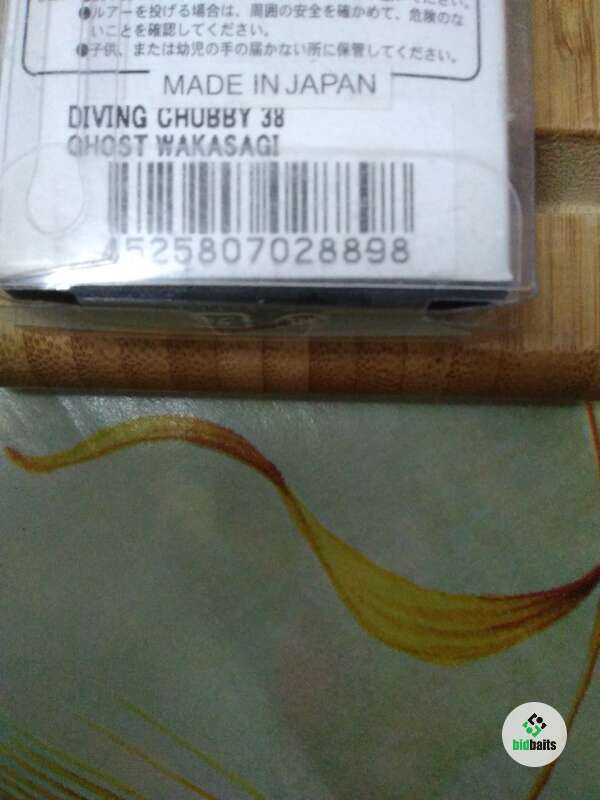 ●ルアーを投げる場合は、周囲の安全を確かめて、危険のな
いことを確認してください。
●子供、または幼児の手の届かない所に保管してください。
MADE IN JAPAN
DIVING CHUBBY 38
GHOST WAKASAGI
4525807028898
bidbaits